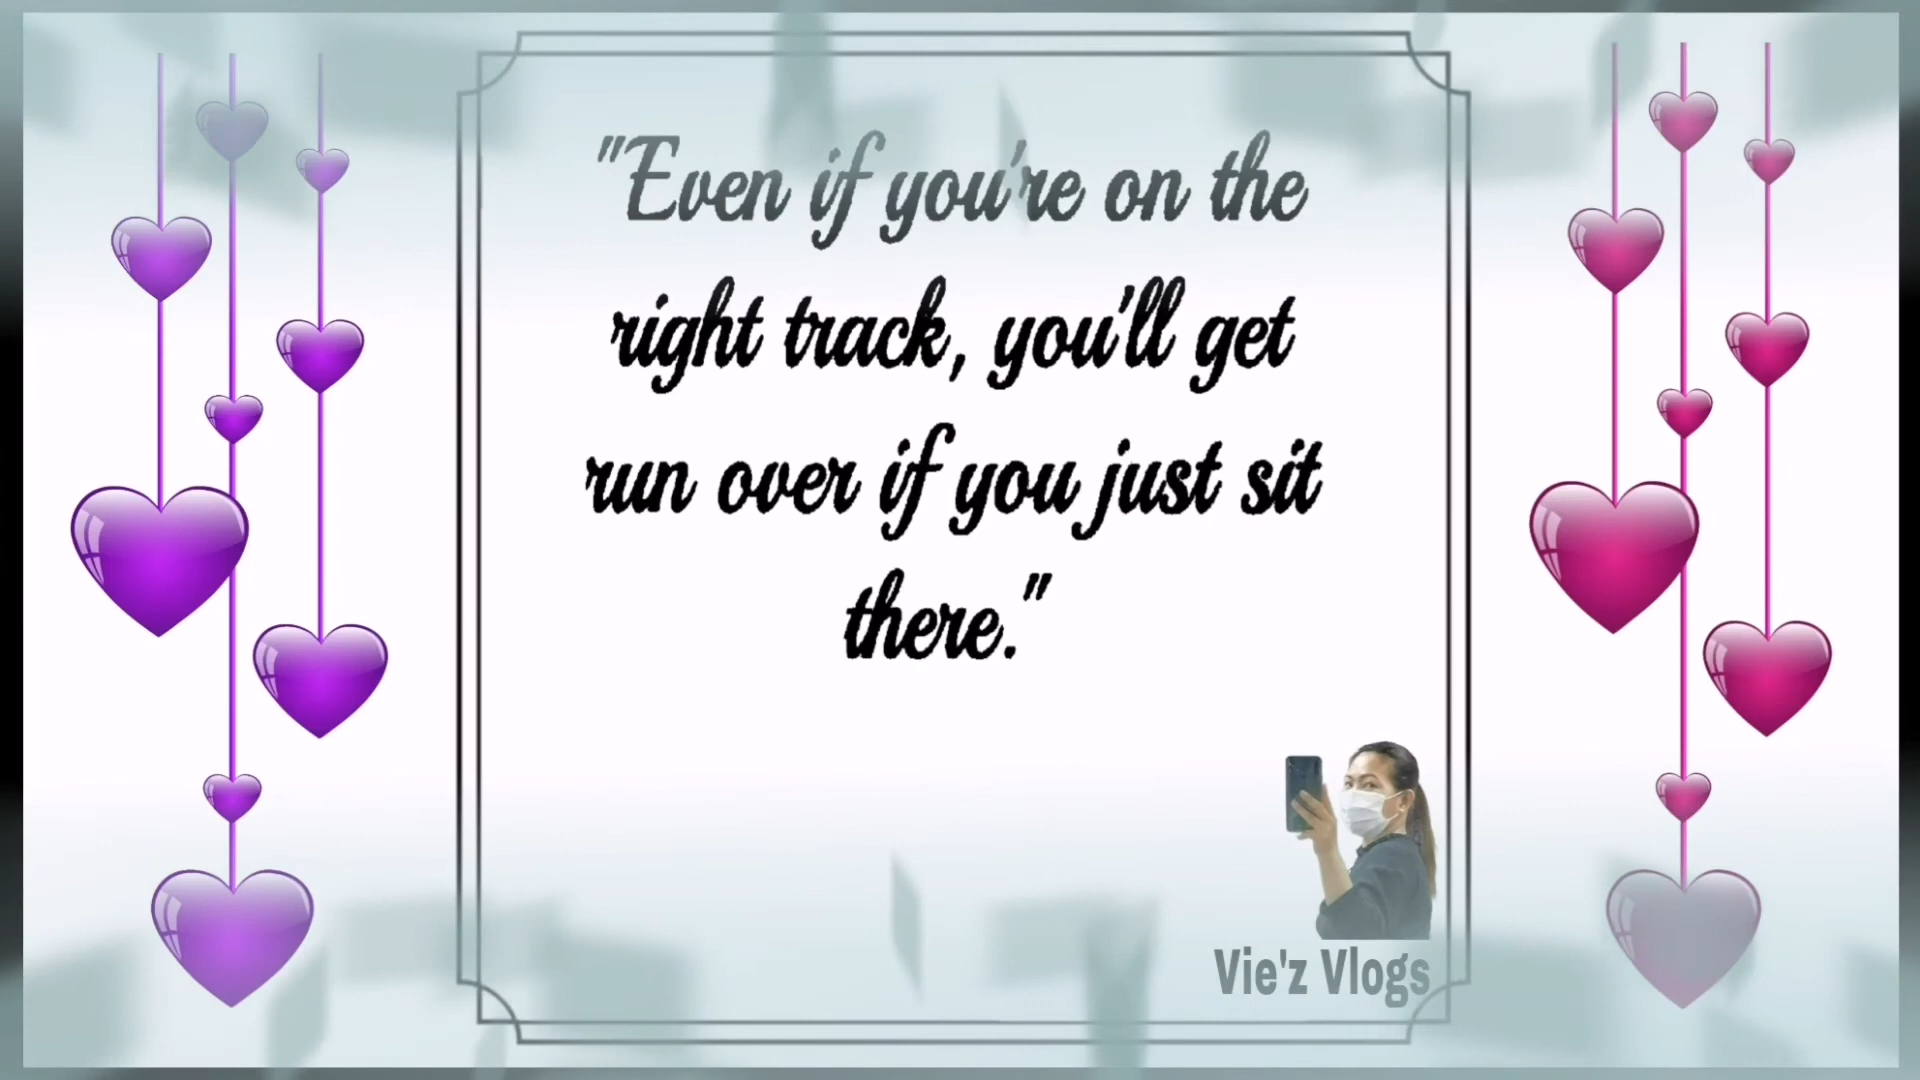 "Even if you're on the
right track, you'll get
run over if you just sit
there."
Vie'z Vlogs